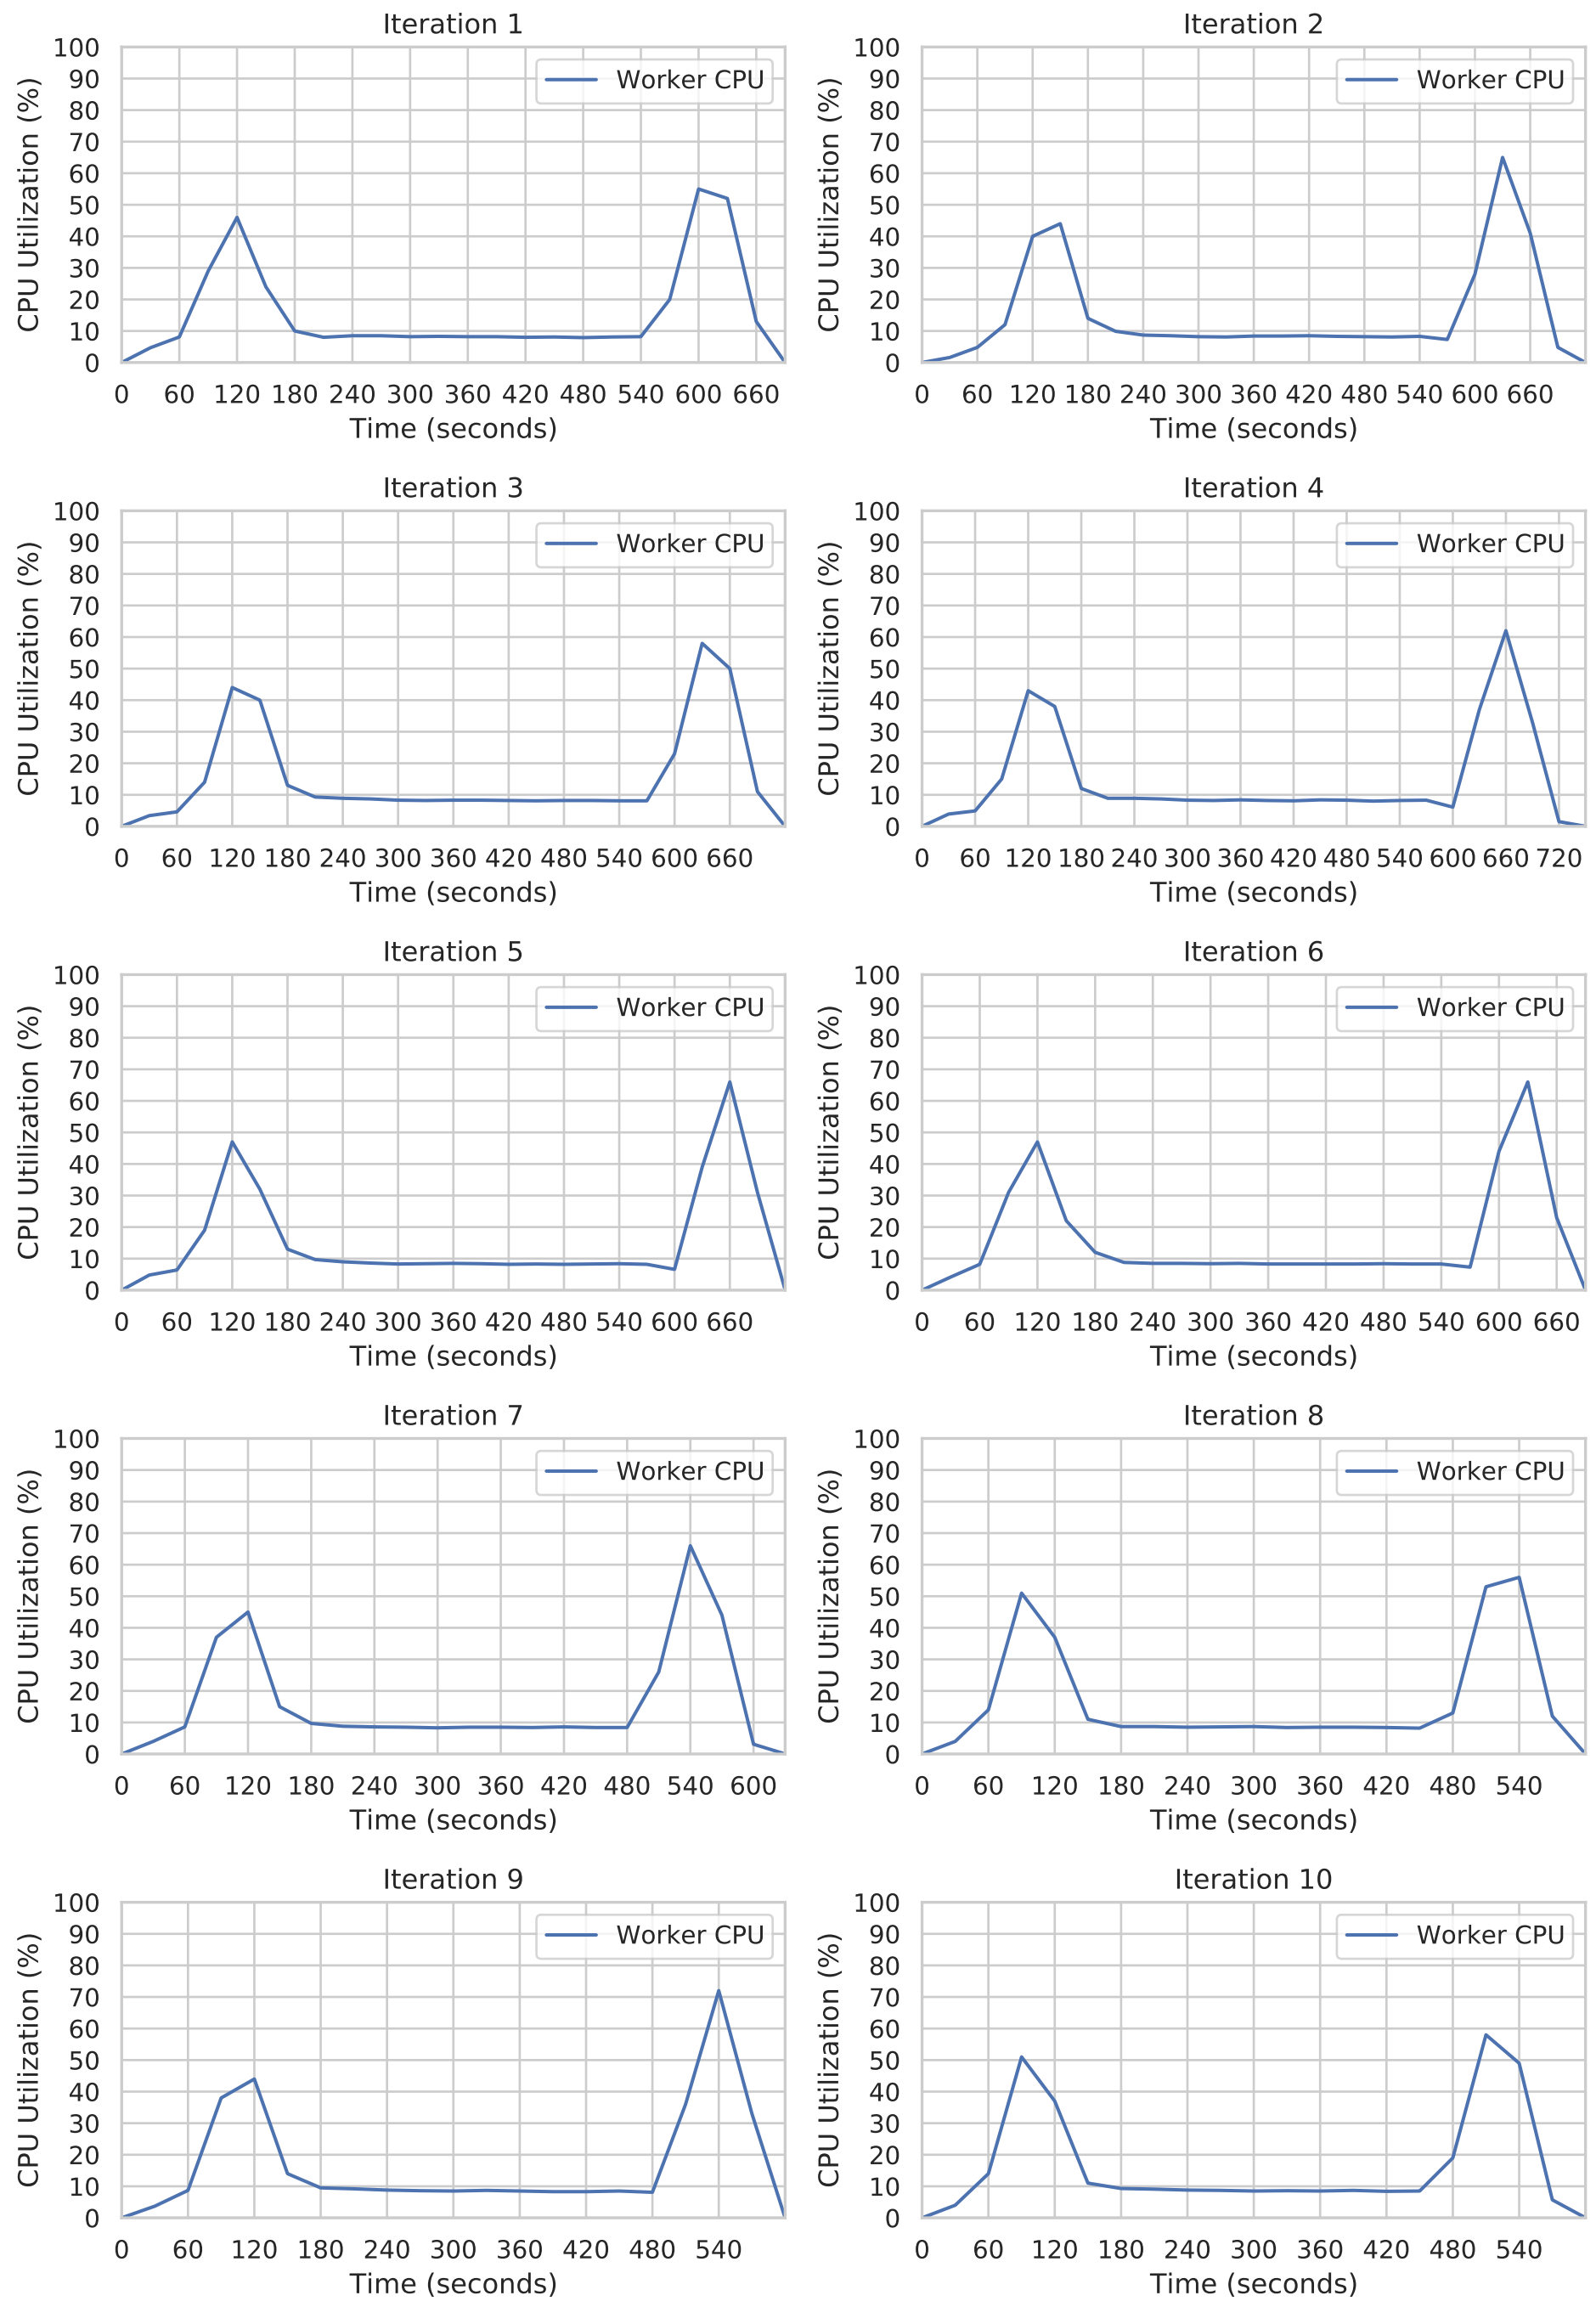 Iteration 1
100
90
80
70
60
50
40
30
20
10
0
CPU Utilization (%)
Worker CPU
0 60 120 180 240 300 360 420 480 540 600 660
Time (seconds)
Iteration 2
100
90
80
70
60
50
40
30
20
10
0
CPU Utilization (%)
Worker CPU
0 60 120 180 240 300 360 420 480 540 600 660
Time (seconds)
Iteration 3
100
90
80
70
60
50
40
30
20
10
0
CPU Utilization (%)
Worker CPU
0 60 120 180 240 300 360 420 480 540 600 660
Time (seconds)
Iteration 4
100
90
80
70
60
50
40
30
20
10
0
CPU Utilization (%)
Worker CPU
0 60 120 180 240 300 360 420 480 540 600 660 720
Time (seconds)
Iteration 5
100
90
80
70
60
50
40
30
20
10
0
CPU Utilization (%)
Worker CPU
0 60 120 180 240 300 360 420 480 540 600 660
Time (seconds)
Iteration 6
100
90
80
70
60
50
40
30
20
10
0
CPU Utilization (%)
Worker CPU
0 60 120 180 240 300 360 420 480 540 600 660
Time (seconds)
Iteration 7
100
90
80
70
60
50
40
30
20
10
0
CPU Utilization (%)
Worker CPU
0 60 120 180 240 300 360 420 480 540 600
Time (seconds)
Iteration 8
100
90
80
70
60
50
40
30
20
10
0
CPU Utilization (%)
Worker CPU
0 60 120 180 240 300 360 420 480 540
Time (seconds)
Iteration 9
100
90
80
70
60
50
40
30
20
10
0
CPU Utilization (%)
Worker CPU
0 60 120 180 240 300 360 420 480 540
Time (seconds)
Iteration 10
100
90
80
70
60
50
40
30
20
10
0
CPU Utilization (%)
Worker CPU
0 60 120 180 240 300 360 420 480 540
Time (seconds)